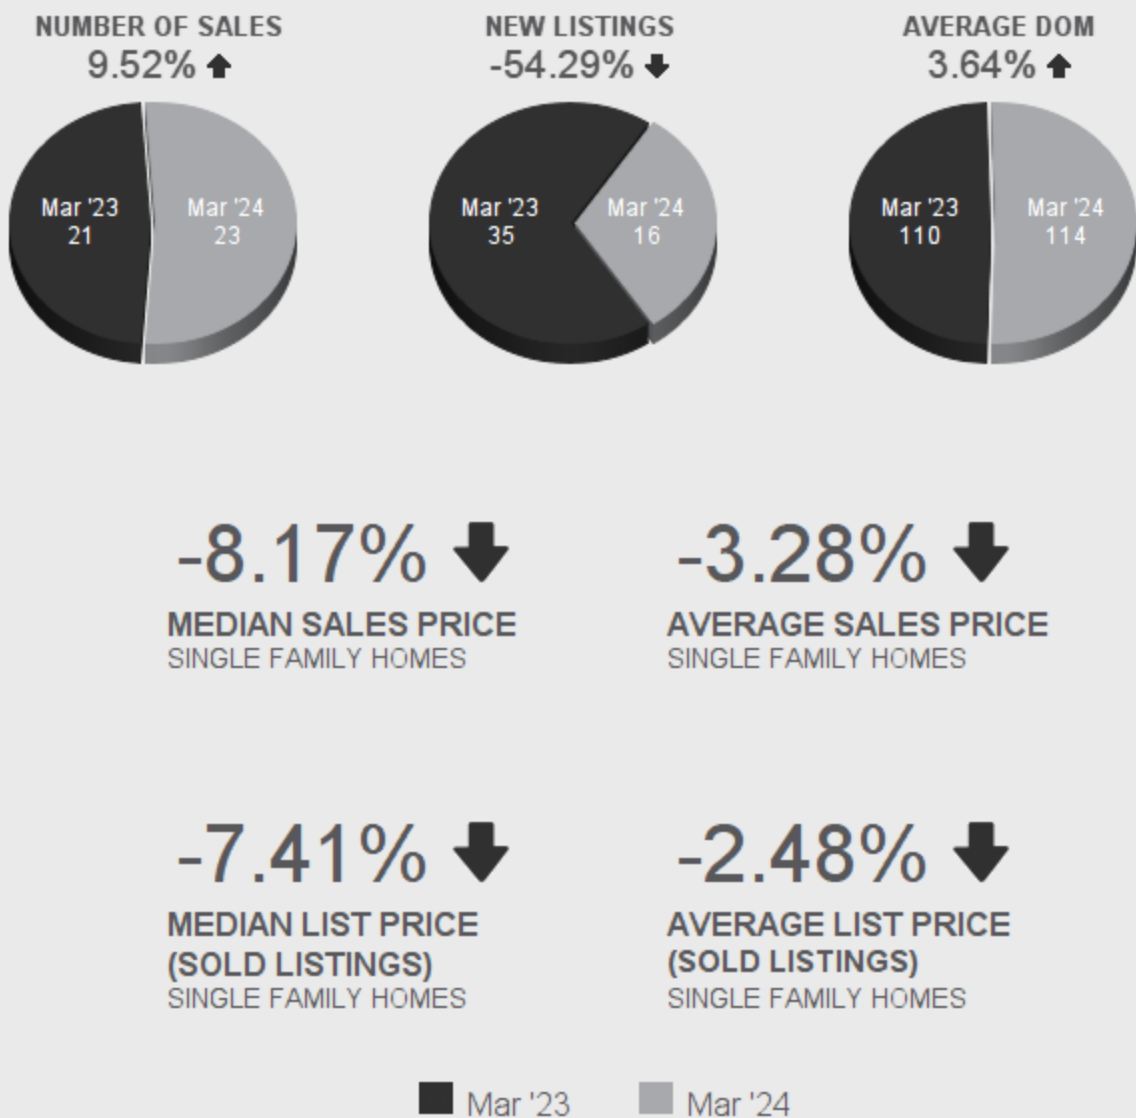 NUMBER OF SALES
9.52%
Mar '23
21
Mar '24
23
NEW LISTINGS
-54.29%
Mar '23
35
Mar '24
16
AVERAGE DOM
3.64%
Mar '23
110
Mar '24
114
-8.17%
MEDIAN SALES PRICE
SINGLE FAMILY HOMES
-3.28%
AVERAGE SALES PRICE
SINGLE FAMILY HOMES
-7.41%
MEDIAN LIST PRICE
(SOLD LISTINGS)
SINGLE FAMILY HOMES
-2.48%
AVERAGE LIST PRICE
(SOLD LISTINGS)
SINGLE FAMILY HOMES
Mar '23
Mar '24